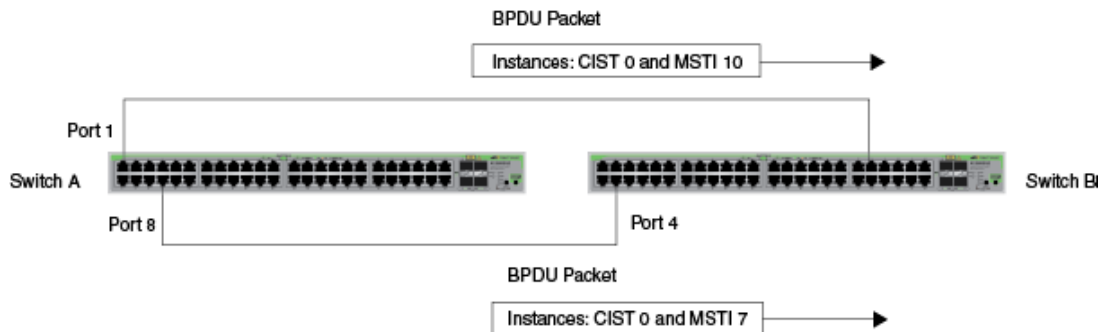 BPDU Packet
Instances: CIST 0 and MSTI 10
Port 1
Switch A
Switch B
Port 8
Port 4
BPDU Packet
Instances: CIST 0 and MSTI 7